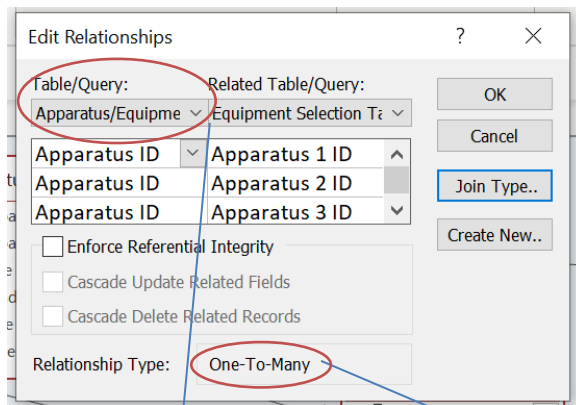 Edit Relationships ?
Table/Query: Related Table/Query:
Apparatus/Equipme Equipment Selection Ta
OK
Cancel
Apparatus ID Apparatus 1 ID
Apparatus ID Apparatus 2 ID
Apparatus ID Apparatus 3 ID
Join Type..
Create New..
Enforce Referential Integrity
Cascade Update Related Fields
Cascade Delete Related Records
Relationship Type: One-To-Many